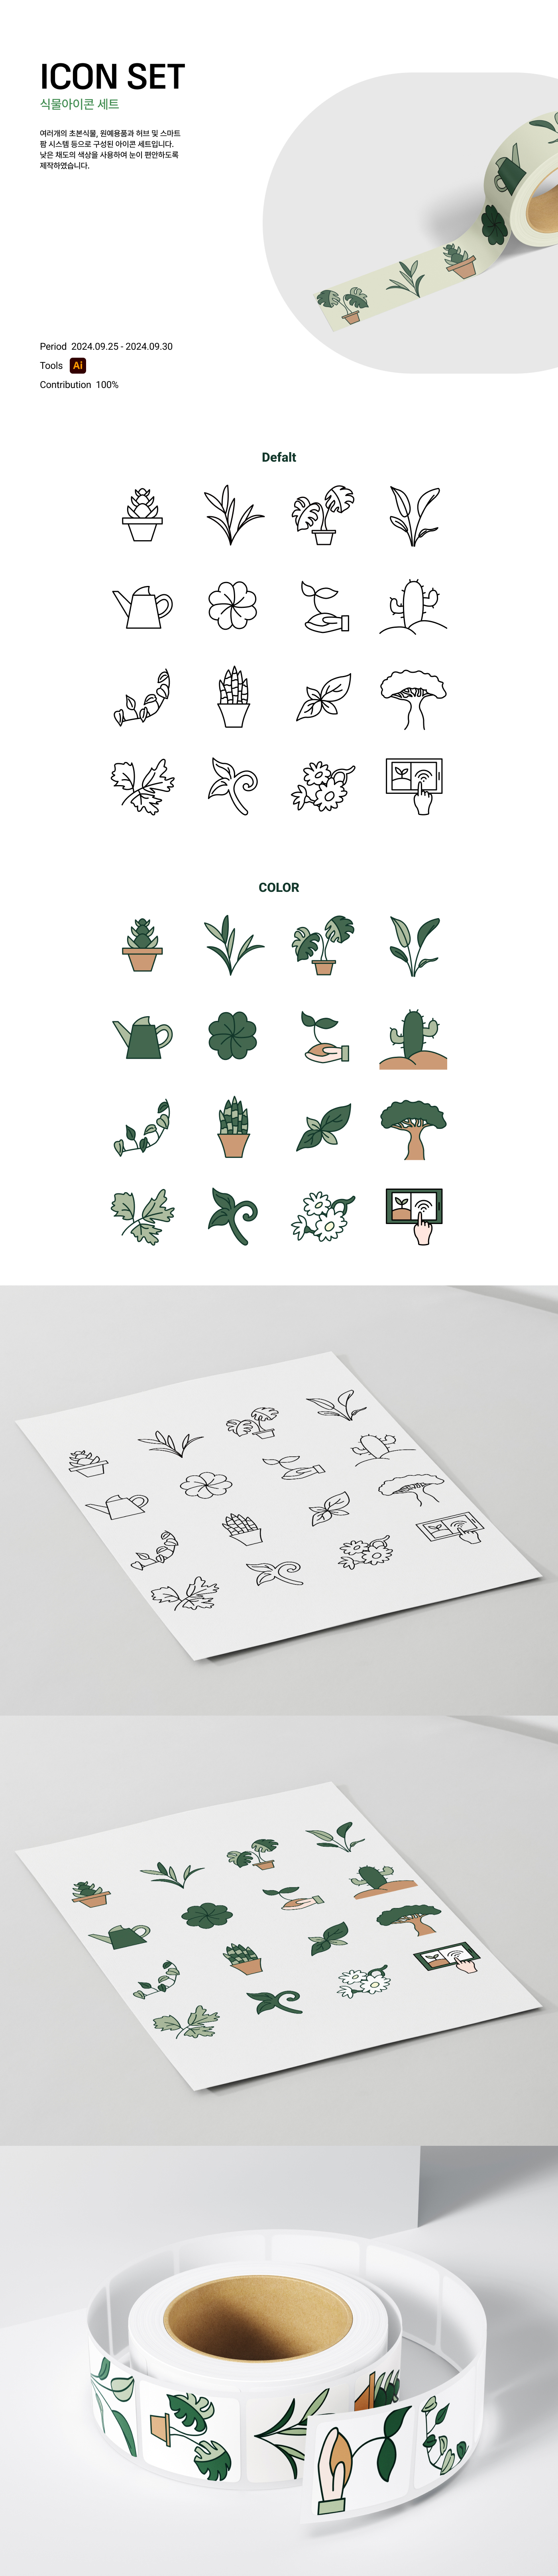 ICON SET
식물아이콘 세트
여러개의 초본식물, 원예용품과 허브 및 스마트
팜 시스템 등으로 구성된 아이콘 세트입니다.
낮은 채도의 색상을 사용하여 눈이 편안하도록
제작하였습니다.
Period 2024.09.25 - 2024.09.30
Tools Ai
Contribution 100%
Defalt
COLOR